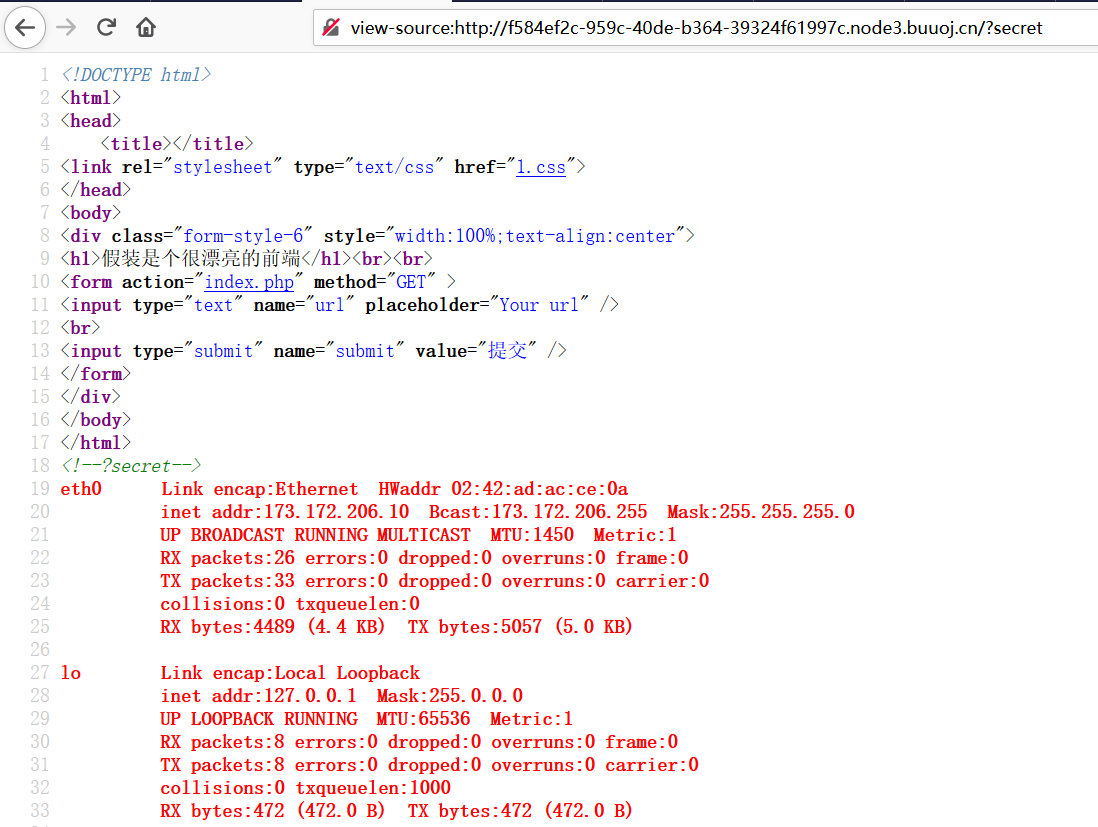 view-source:http://f584ef2c-959c-40de-b364-39324f61997c.node3.buuoj.cn/?secret
1 <!DOCTYPE html>
2 <html>
3 <head>
4     <title></title>
5 <link rel="stylesheet" type="text/css" href="1.css">
6 </head>
7 <body>
8 <div class="form-style-6" style="width:100%;text-align:center">
9 <h1>假装是个很漂亮的前端</h1><br><br>
10 <form action="index.php" method="GET" >
11 <input type="text" name="url" placeholder="Your url" />
12 <br>
13 <input type="submit" name="submit" value="提交" />
14 </form>
15 </div>
16 </body>
17 </html>
18 <!--?secret-->
19 eth0      Link encap:Ethernet  HWaddr 02:42:ad:ac:ce:0a
20           inet addr:173.172.206.10  Bcast:173.172.206.255  Mask:255.255.255.0
21           UP BROADCAST RUNNING MULTICAST  MTU:1450  Metric:1
22           RX packets:26 errors:0 dropped:0 overruns:0 frame:0
23           TX packets:33 errors:0 dropped:0 overruns:0 carrier:0
24           collisions:0 txqueuelen:0
25           RX bytes:4489 (4.4 KB)  TX bytes:5057 (5.0 KB)
26
27 lo        Link encap:Local Loopback
28           inet addr:127.0.0.1  Mask:255.0.0.0
29           UP LOOPBACK RUNNING  MTU:65536  Metric:1
30           RX packets:8 errors:0 dropped:0 overruns:0 frame:0
31           TX packets:8 errors:0 dropped:0 overruns:0 carrier:0
32           collisions:0 txqueuelen:1000
33           RX bytes:472 (472.0 B)  TX bytes:472 (472.0 B)